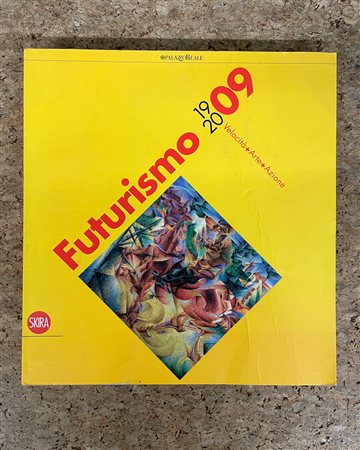 PALAZZOREALE
Futurismo
19
20
09
Velocità+Arte+Azione
SKIRA